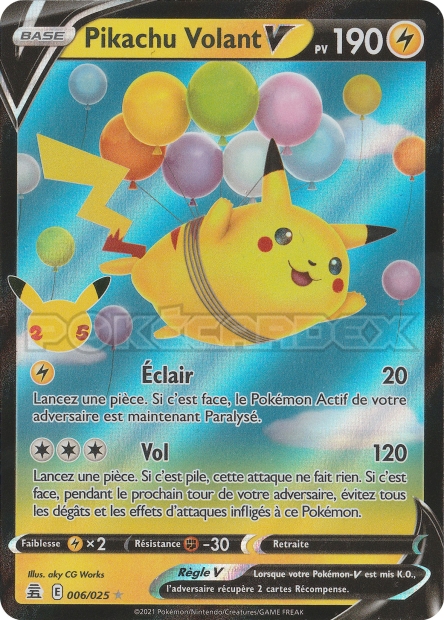 BASE Pikachu Volant V PV 190
25
POKÉCARDEX
Éclair 20
Lancez une pièce. Si c'est face, le Pokémon Actif de votre
adversaire est maintenant Paralysé.
Vol 120
Lancez une pièce. Si c'est pile, cette attaque ne fait rien. Si c'est
face, pendant le prochain tour de votre adversaire, évitez tous
les dégâts et les effets d'attaques infligés à ce Pokémon.
Faiblesse ×2 Résistance -30 Retraite
Illus. aky CG Works
Règle V Lorsque votre Pokémon-V est mis K.O.,
l'adversaire récupère 2 cartes Récompense.
E 006/025
©2021 Pokémon/Nintendo/Creatures/GAME FREAK